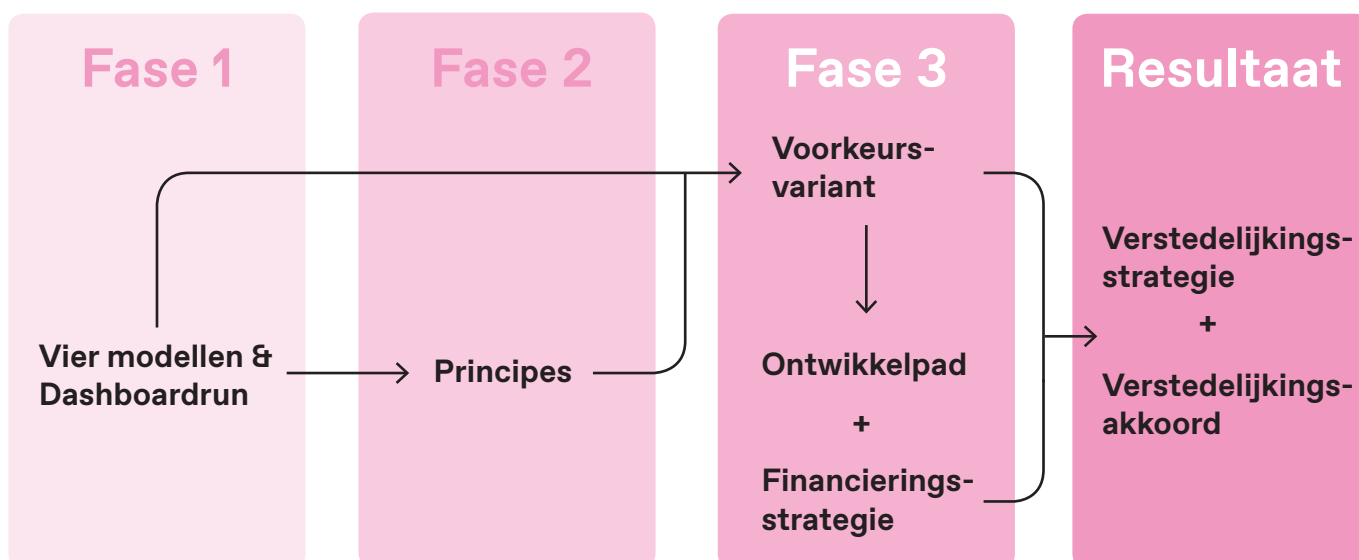 Fase 1
Vier modellen &
Dashboardrun
Fase 2
Principes
Fase 3
Voorkeurs-
variant
Ontwikkelpad
+
Financierings-
strategie
Resultaat
Verstedelijkings-
strategie
+
Verstedelijkings-
akkoord